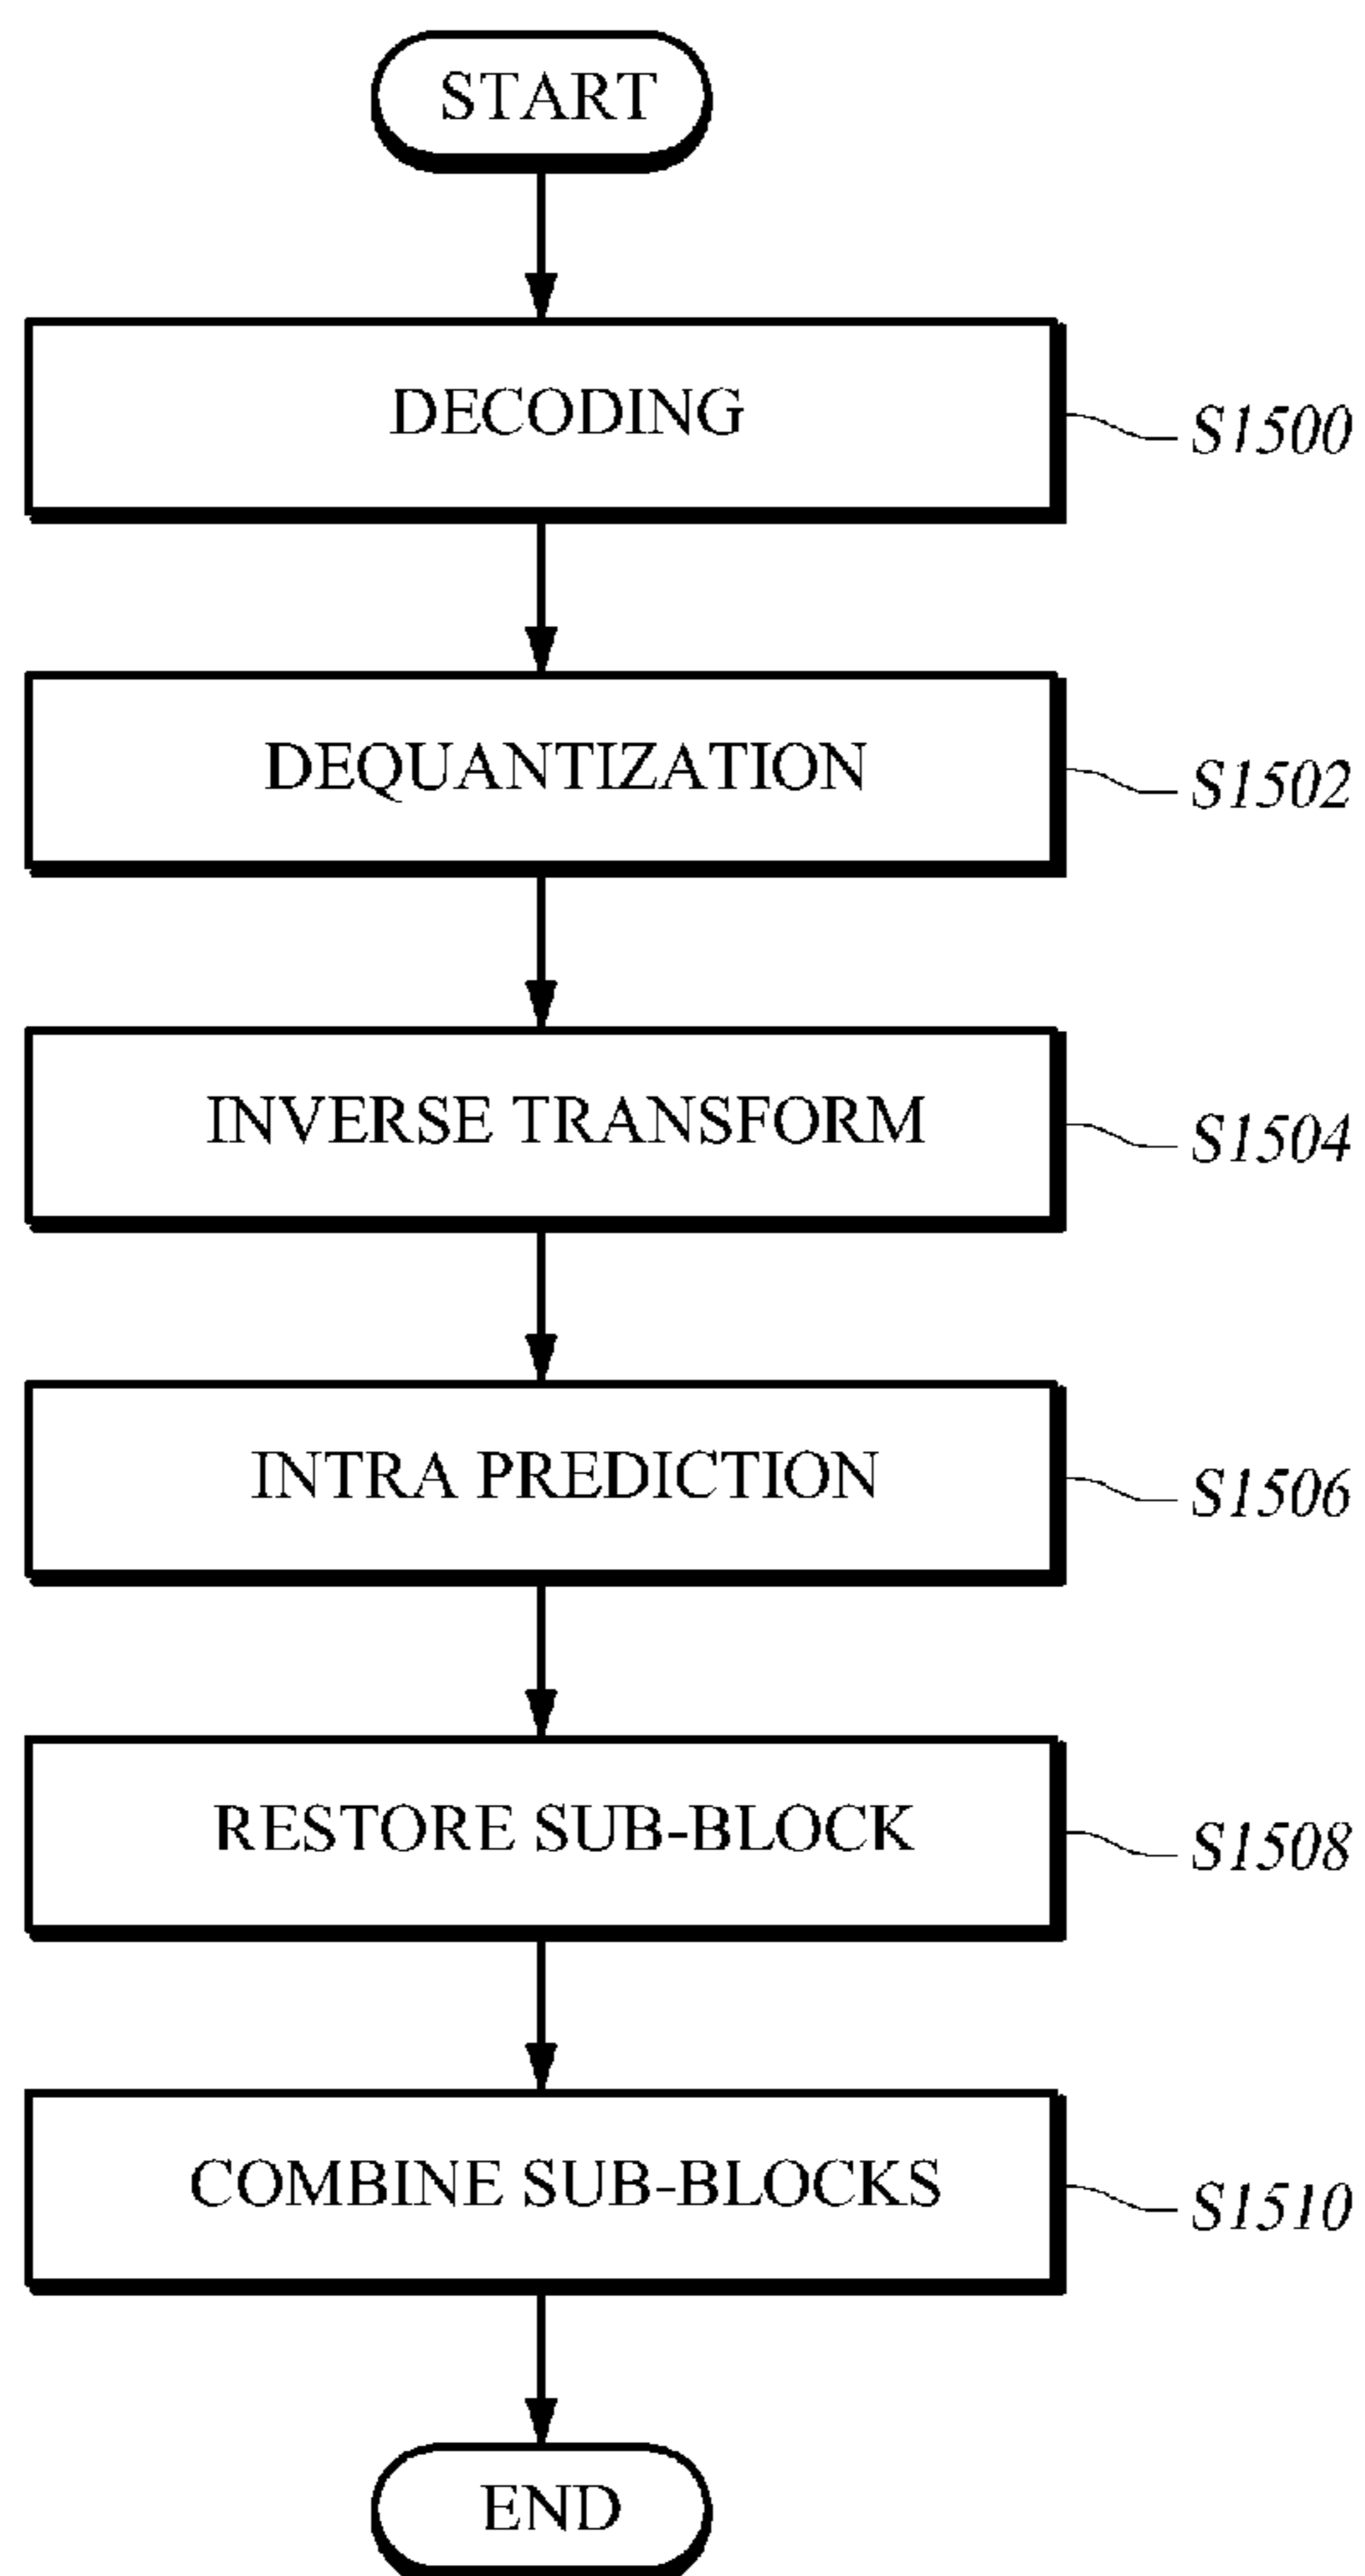 START
DECODING
S1500
DEQUANTIZATION
S1502
INVERSE TRANSFORM
S1504
INTRA PREDICTION
S1506
RESTORE SUB-BLOCK
S1508
COMBINE SUB-BLOCKS
S1510
END